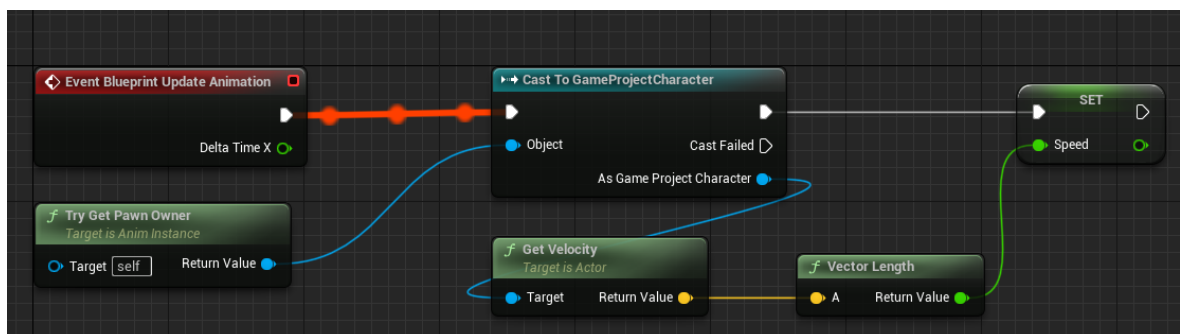 Event Blueprint Update Animation
Delta Time X
Cast To GameProjectCharacter
Object
Cast Failed
As Game Project Character
SET
Speed
f Try Get Pawn Owner
Target is Anim Instance
Target self
Return Value
f Get Velocity
Target is Actor
Target
Return Value
f Vector Length
A
Return Value